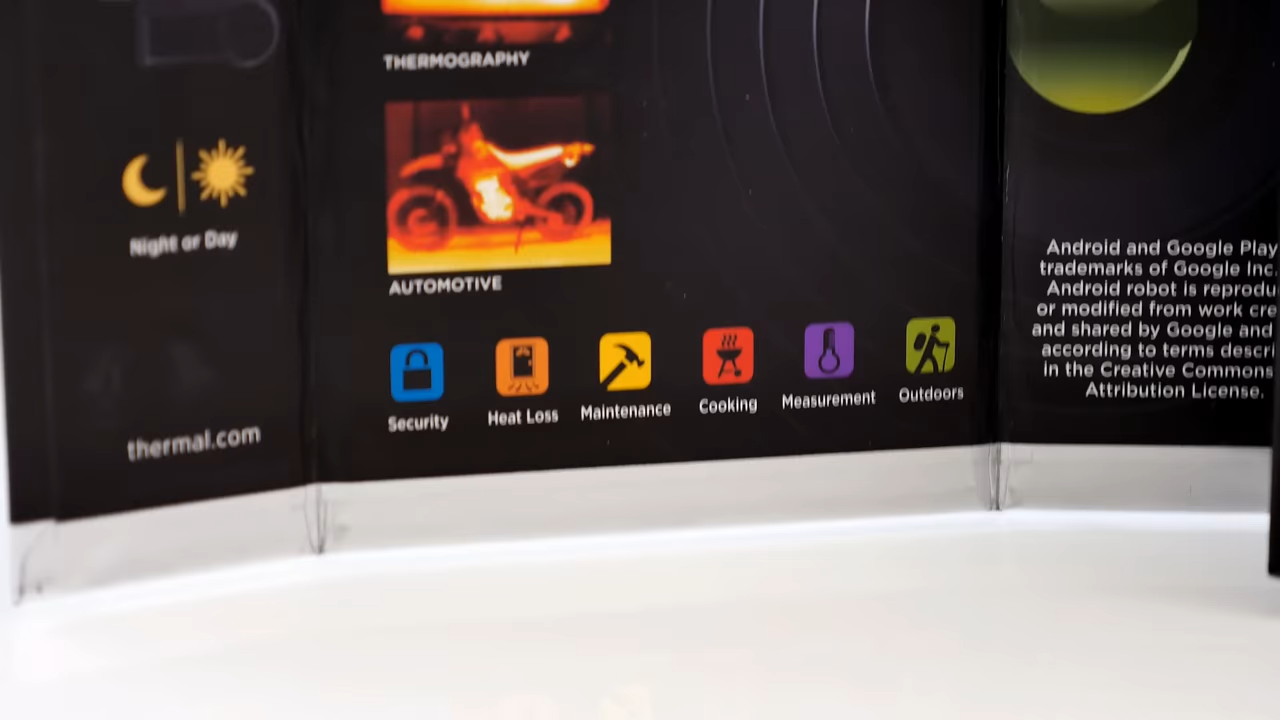 Night or Day
thermal.com
THERMOGRAPHY
AUTOMOTIVE
Security
Heat Loss
Maintenance
Cooking
Measurement
Outdoors
Android and Google Play
trademarks of Google Inc.
Android robot is reprodu
or modified from work cre
and shared by Google and
according to terms descri
in the Creative Commons
Attribution License.